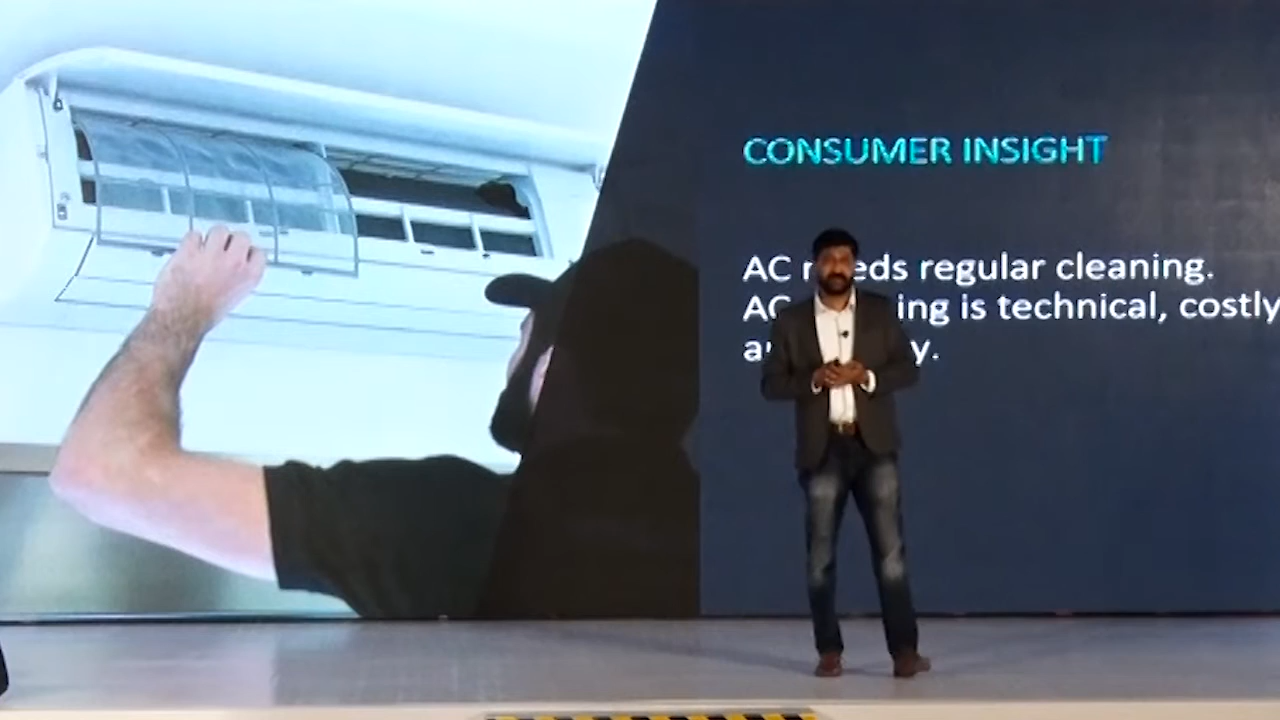 CONSUMER INSIGHT
AC regular cleaning.
AC is technical, costly